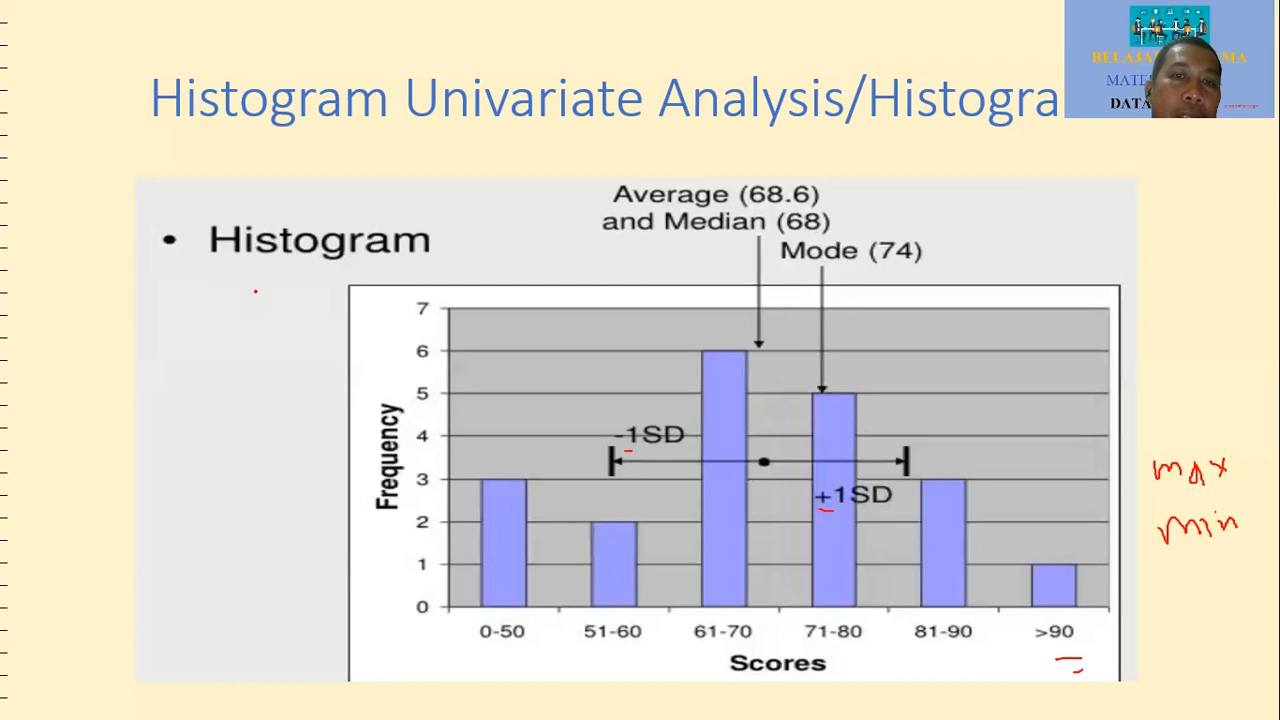 Histogram Univariate Analysis/Histogra
• Histogram
Average (68.6)
and Median (68)
Mode (74)
7
6
5
4
3
2
1
0
Frequency
-1SD
+1SD
0-50
51-60
61-70
71-80
81-90
>90
Scores
max
min
DATA